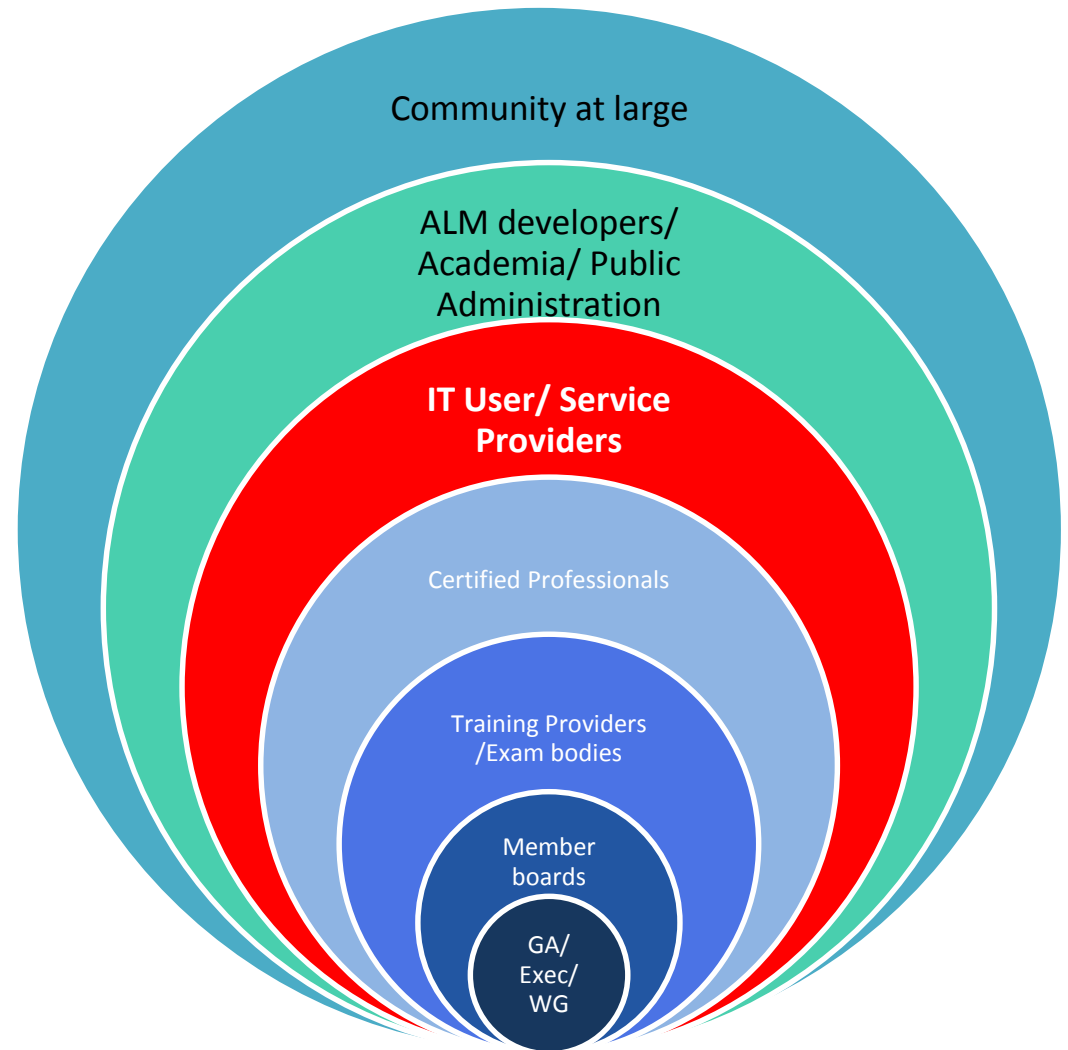 Community at large
ALM developers/
Academia/ Public
Administration
IT User/ Service
Providers
Certified Professionals
Training Providers
/Exam bodies
Member
boards
GA/
Exec/
WG